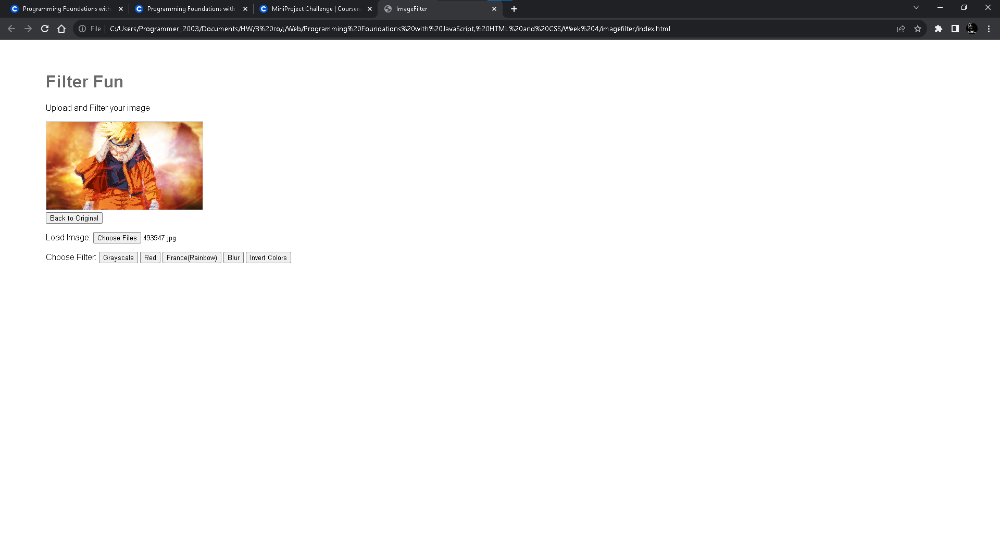 Programming Foundations with
Programming Foundations with
MiniProject Challenge | Coursera
ImageFilter
File
C:/Users/Programmer_2003/Documents/HW/3%20год/Web/Programming%20Foundations%20with%20JavaScript,%20HTML%20and%20CSS/Week%204/imagefilter/index.html
Filter Fun
Upload and Filter your image
Back to Original
Load Image: Choose Files 493947.jpg
Choose Filter: Grayscale Red France(Rainbow) Blur Invert Colors